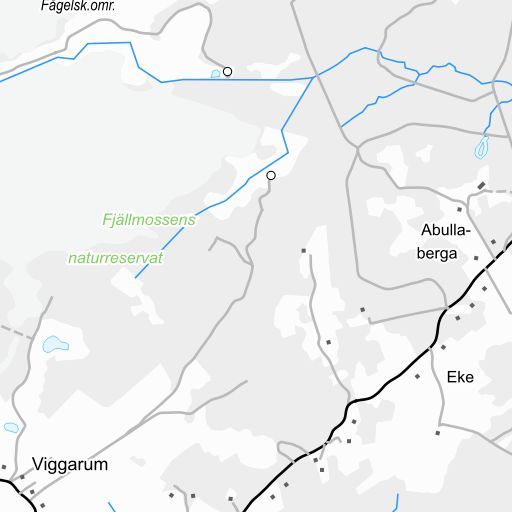 Fågelsk.omr.
Fjällmossens
naturreservat
Abulla-
berga
Eke
Viggarum